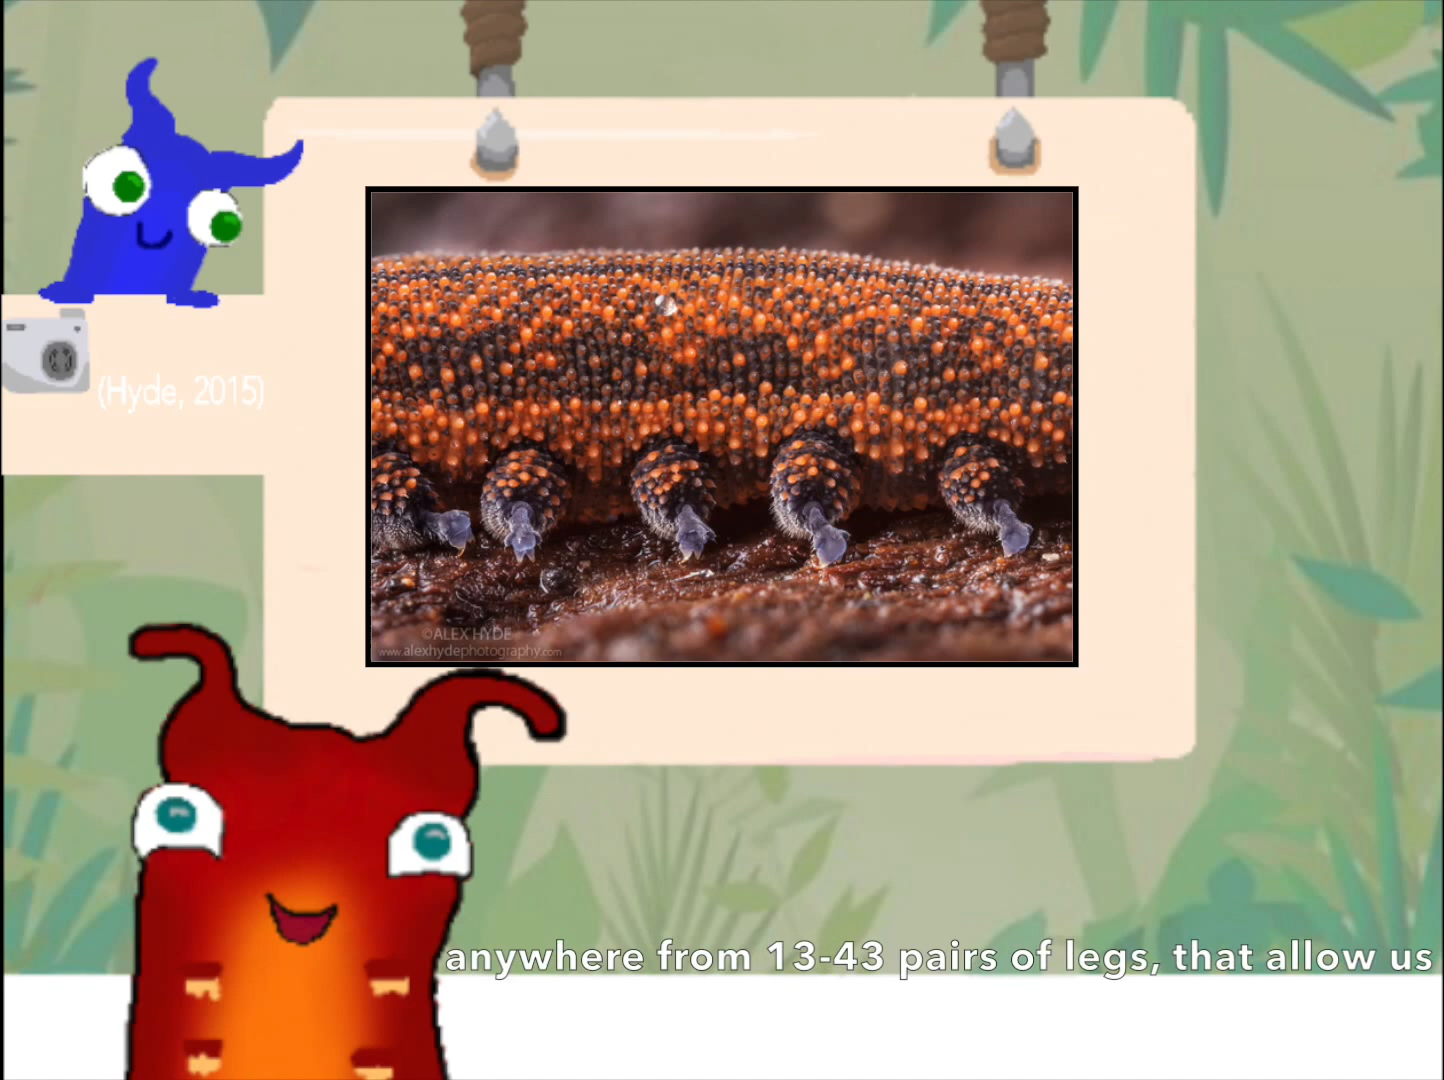 (Hyde, 2015)
©ALEX HYDE
www.alexhydephotography.com
anywhere from 13-43 pairs of legs, that allow us